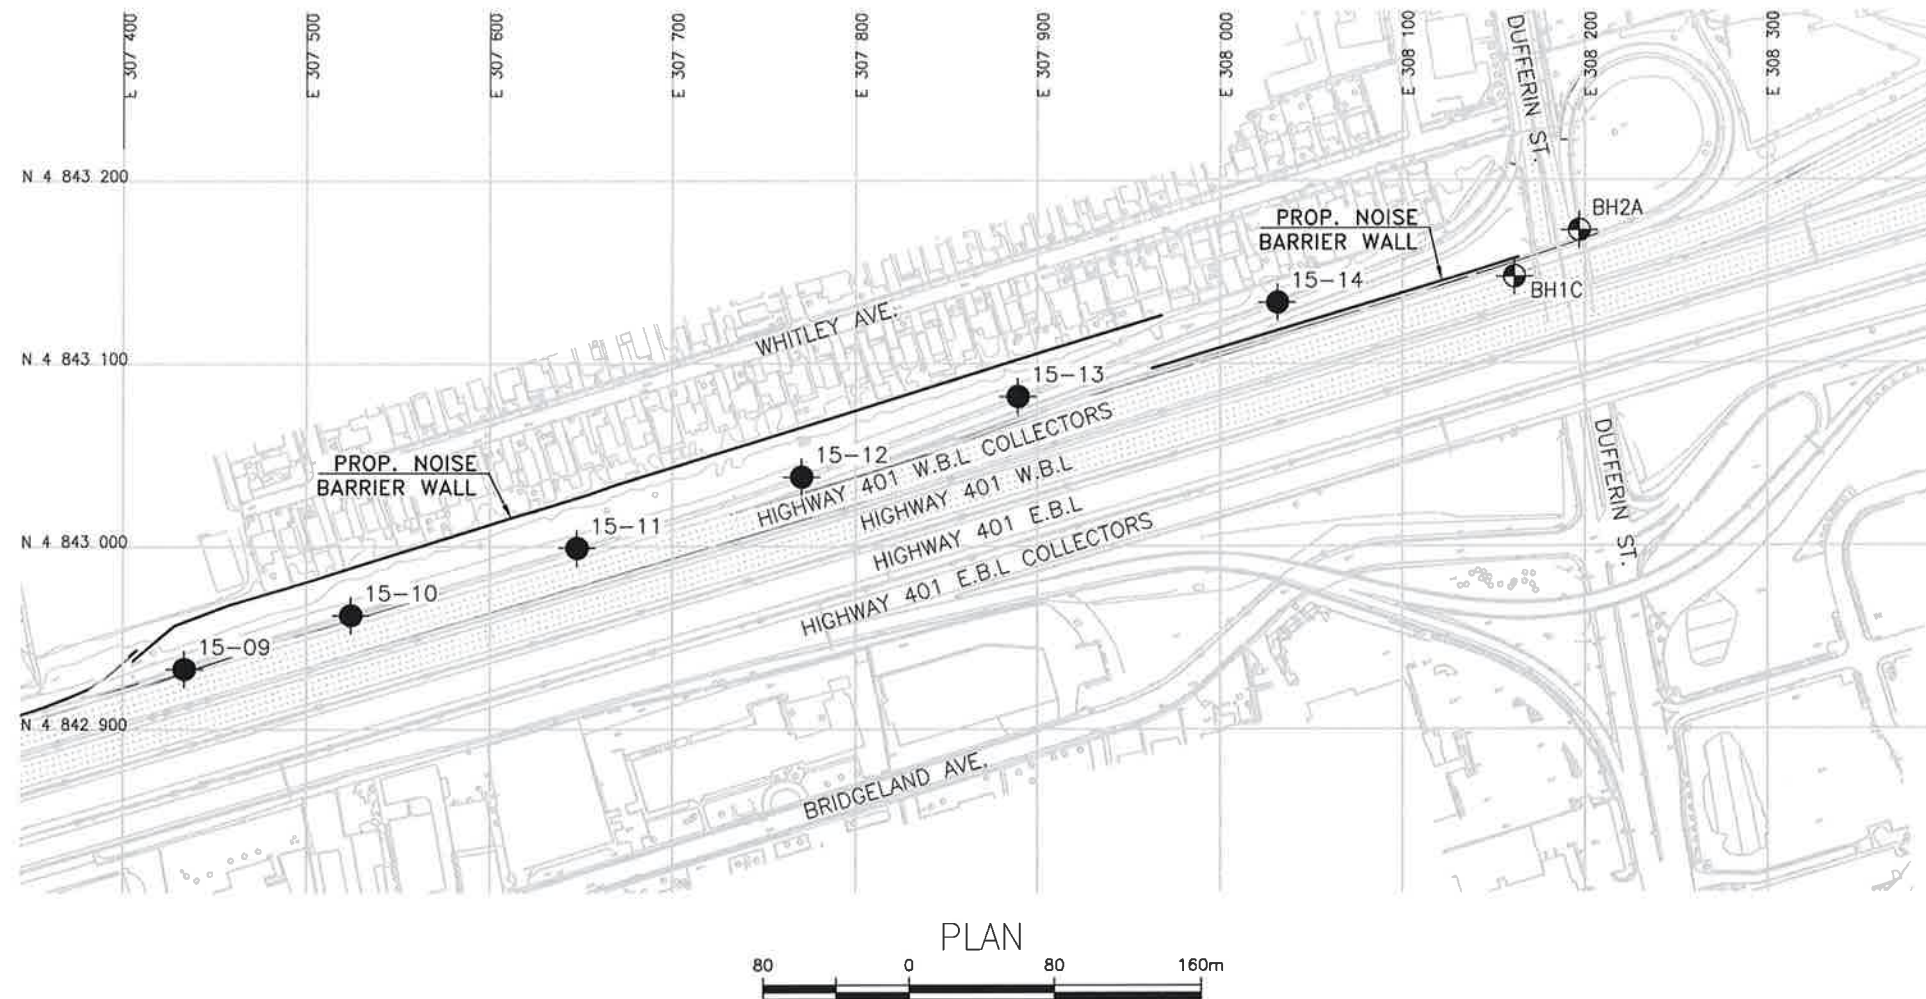 E 307 400
E 307 500
E 307 600
E 307 700
E 307 800
E 307 900
E 308 000
E 308 100
DUFFERIN ST.
E 308 200
E 308 300
N 4 843 200
BH2A
PROP. NOISE
BARRIER WALL
15-14
BH1C
WHITLEY AVE.
N 4 843 100
15-13
HIGHWAY 401 W.B.L COLLECTORS
PROP. NOISE
BARRIER WALL
15-12
HIGHWAY 401 W.B.L
DUFFERIN ST.
15-11
HIGHWAY 401 E.B.L
N 4 843 000
HIGHWAY 401 E.B.L COLLECTORS
15-10
15-09
N 4 842 900
BRIDGELAND AVE.
PLAN
80 0 80 160m